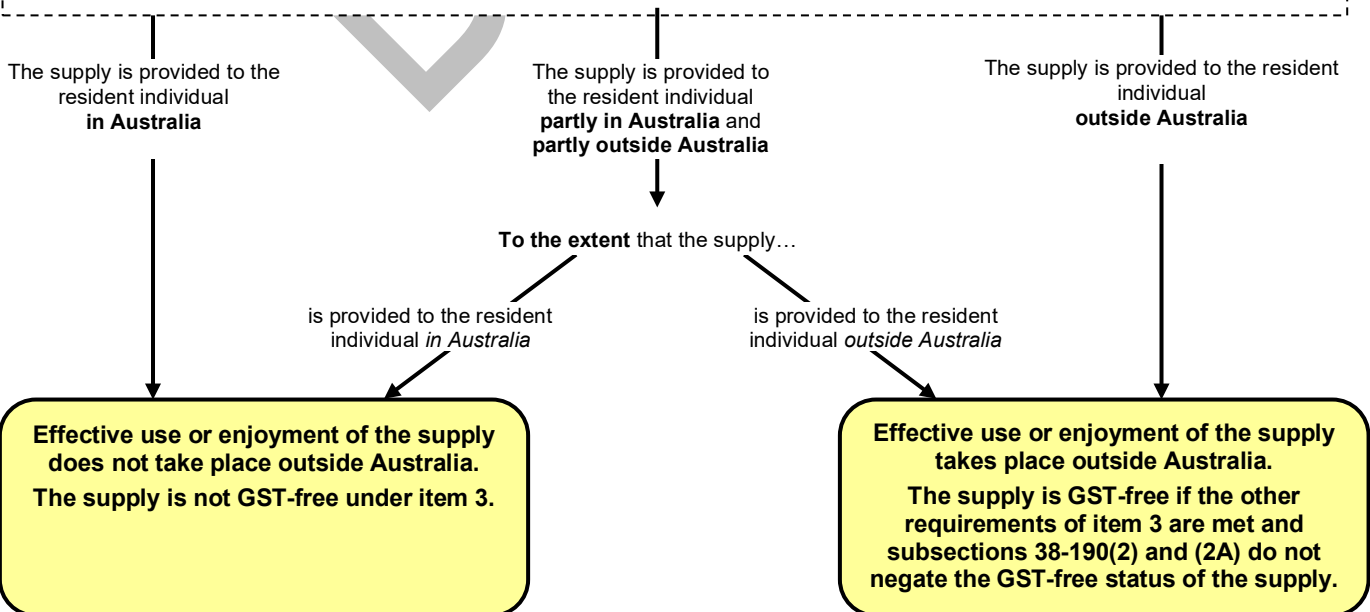 The supply is provided to the
resident individual
in Australia
The supply is provided to
the resident individual
partly in Australia and
partly outside Australia
The supply is provided to the resident
individual
outside Australia
To the extent that the supply…
is provided to the resident
individual in Australia
is provided to the resident
individual outside Australia
Effective use or enjoyment of the supply
does not take place outside Australia.
The supply is not GST-free under item 3.
Effective use or enjoyment of the supply
takes place outside Australia.
The supply is GST-free if the other
requirements of item 3 are met and
subsections 38-190(2) and (2A) do not
negate the GST-free status of the supply.